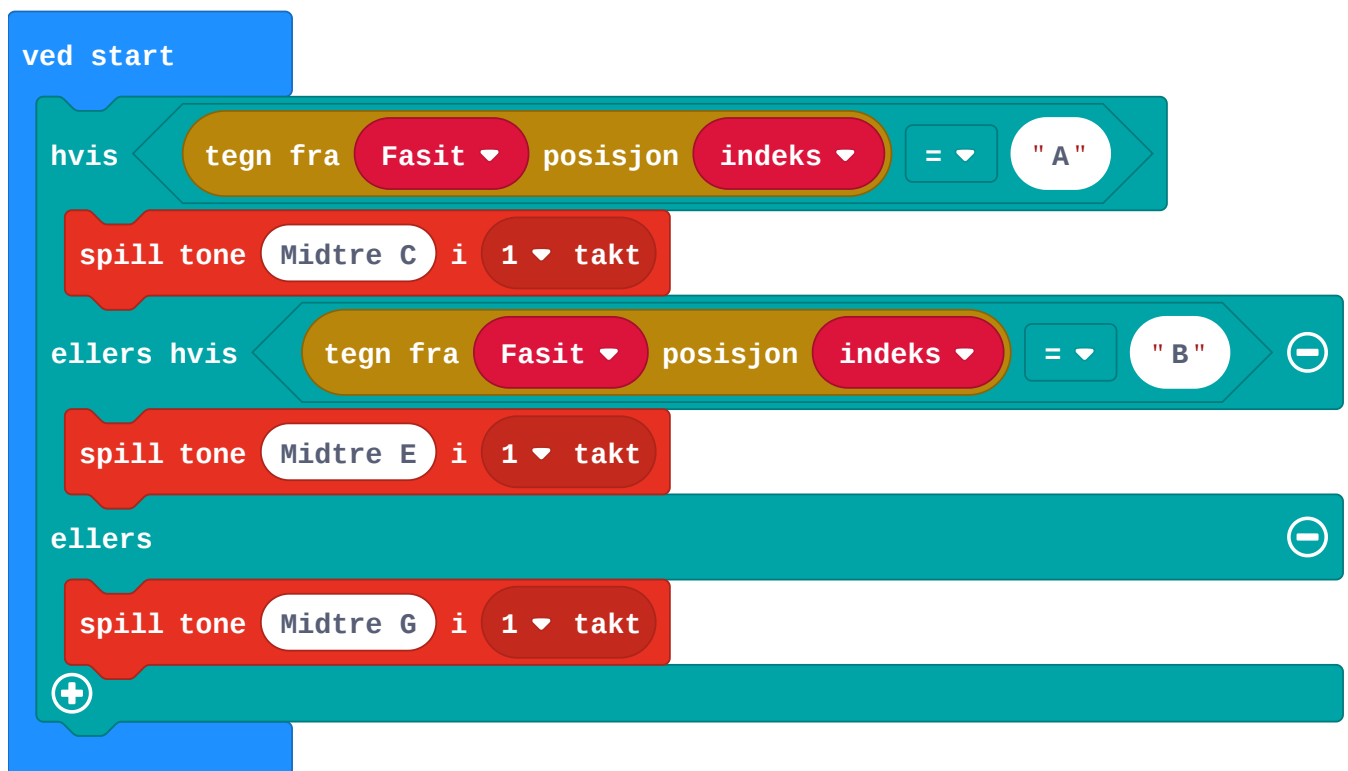 ved start
hvis tegn fra Fasit posisjon indeks = "A"
spill tone Midtre C i 1 takt
ellers hvis tegn fra Fasit posisjon indeks = "B"
spill tone Midtre E i 1 takt
ellers
spill tone Midtre G i 1 takt